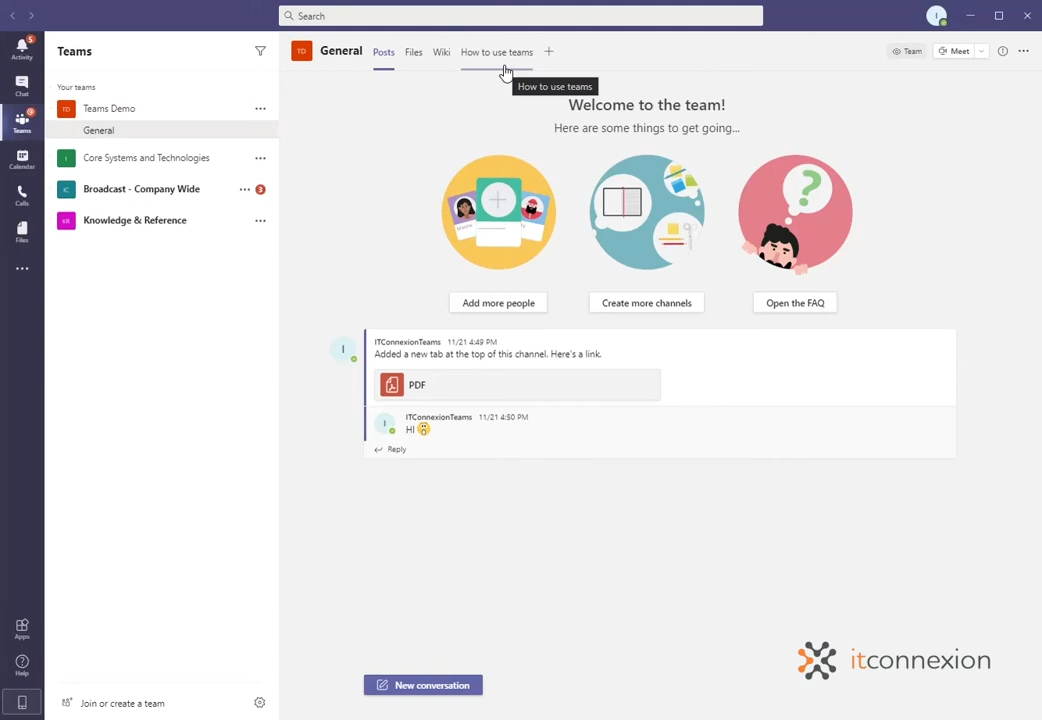 Search
I
5
Activity
Chat
Teams
Calendar
Calls
Files
Apps
Help
Teams
Your teams
TD
Teams Demo
General
I
Core Systems and Technologies
IC
Broadcast - Company Wide
3
KR
Knowledge & Reference
Join or create a team
TD
General
Posts
Files
Wiki
How to use teams
Team
Meet
How to use teams
Welcome to the team!
Here are some things to get going...
Add more people
Create more channels
Open the FAQ
I
ITConnexionTeams 11/21 4:49 PM
Added a new tab at the top of this channel. Here's a link.
PDF
I
ITConnexionTeams 11/21 4:50 PM
HI
Reply
New conversation
itconnexion